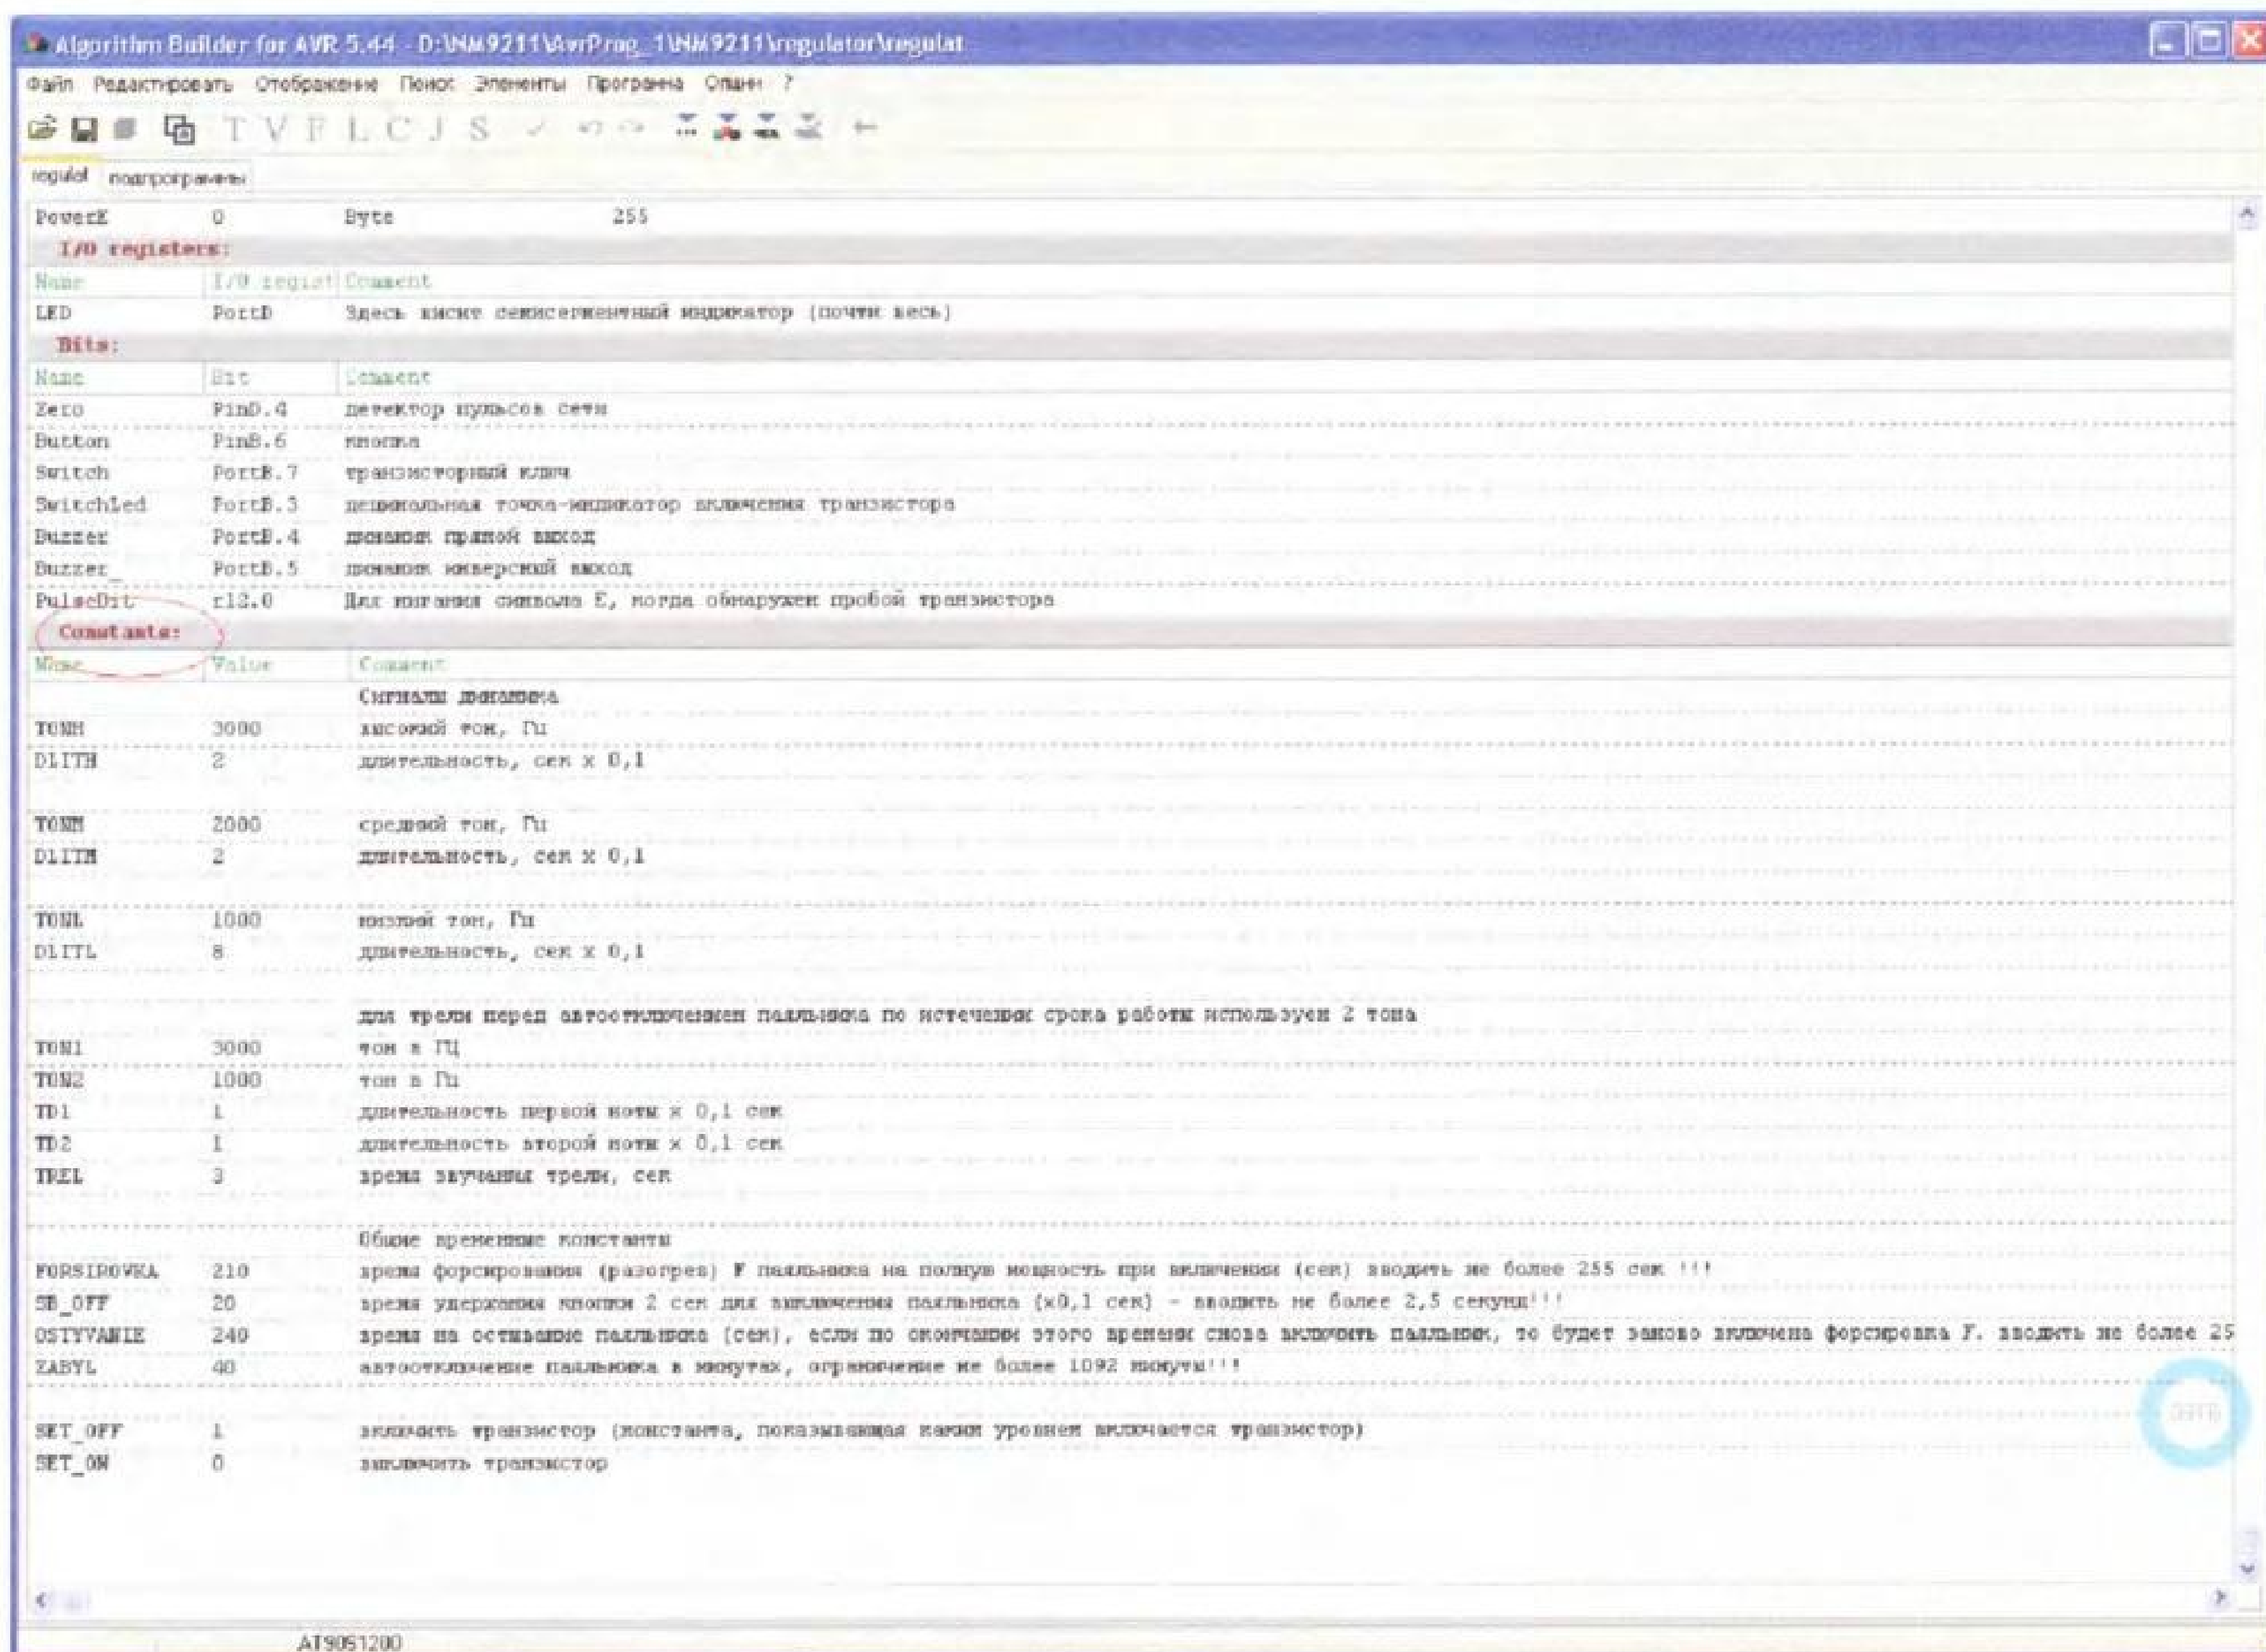 Algorithm Builder for AVR 5.44 - D:\NM9211\AvrProg_1\NM9211\regulator\regulat
Файл Редактировать Отображение Поиск Элементы Программа Опции ?
T V F L C J S
regulat подпрограммы
PowerK 0 Byte 255
I/O registers:
Name I/O regist Comment
LED PortD Здесь висит семисегментный индикатор (почти весь)
Bits:
Name Bit Comment
Zero PinD.4 детектор пульсов сети
Button PinB.6 кнопка
Switch PortB.7 транзисторный ключ
SwitchLed PortB.3 децимальная точка-индикатор включения транзистора
Buzzer PortB.4 динамик прямой выход
Buzzer_ PortB.5 динамик инверсный выход
PulseBit r12.0 Для мигания символа E, когда обнаружен пробой транзистора
Constants:
Name Value Comment
Сигналы динамика
TONH 3000 высокий тон, Гц
DLITH 2 длительность, сек x 0,1
TONM 2000 средний тон, Гц
DLITM 2 длительность, сек x 0,1
TONL 1000 низкий тон, Гц
DLITL 8 длительность, сек x 0,1
для трели перед автоотключением паяльника по истечении срока работы используем 2 тона
TON1 3000 тон в ГЦ
TON2 1000 тон в Гц
TD1 1 длительность первой ноты x 0,1 сек
TD2 1 длительность второй ноты x 0,1 сек
TREL 3 время звучания трели, сек
Общие временные константы
FORSIROVKA 210 время форсирования (разогрев) F паяльника на полную мощность при включении (сек) вводить не более 255 сек !!!
SB_OFF 20 время удержания кнопки 2 сек для выключения паяльника (x0,1 сек) - вводить не более 2,5 секунд!!!
OSTYVANIE 240 время на остывание паяльника (сек), если по окончании этого времени снова включить паяльник, то будет заново включена форсировка F. вводить не более 25
ZABYL 40 автоотключение паяльника в минутах, ограничение не более 1092 минуты!!!
SET_OFF 1 включить транзистор (константа, показывающая каким уровнем включается транзистор)
SET_ON 0 выключить транзистор
AT90S1200